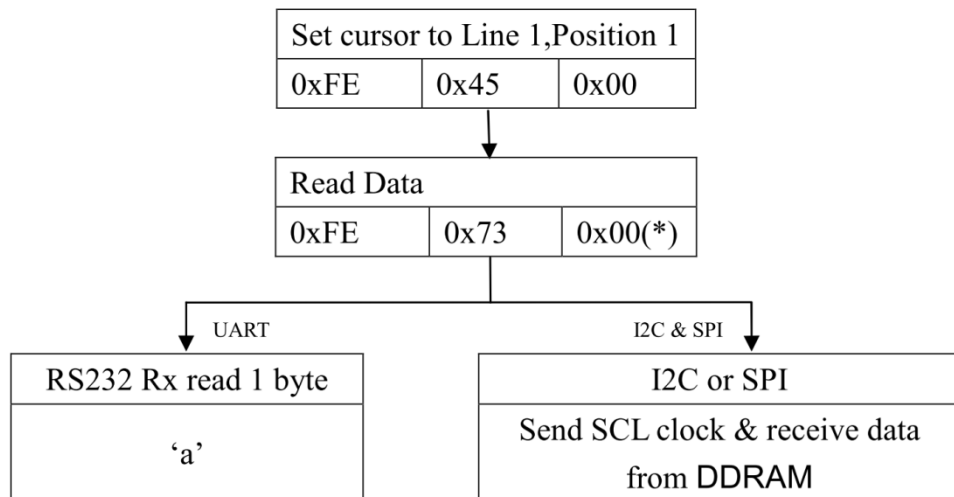 Set cursor to Line 1,Position 1
0xFE 0x45 0x00
Read Data
0xFE 0x73 0x00(*)
UART
I2C & SPI
RS232 Rx read 1 byte
‘a’
I2C or SPI
Send SCL clock & receive data
from DDRAM